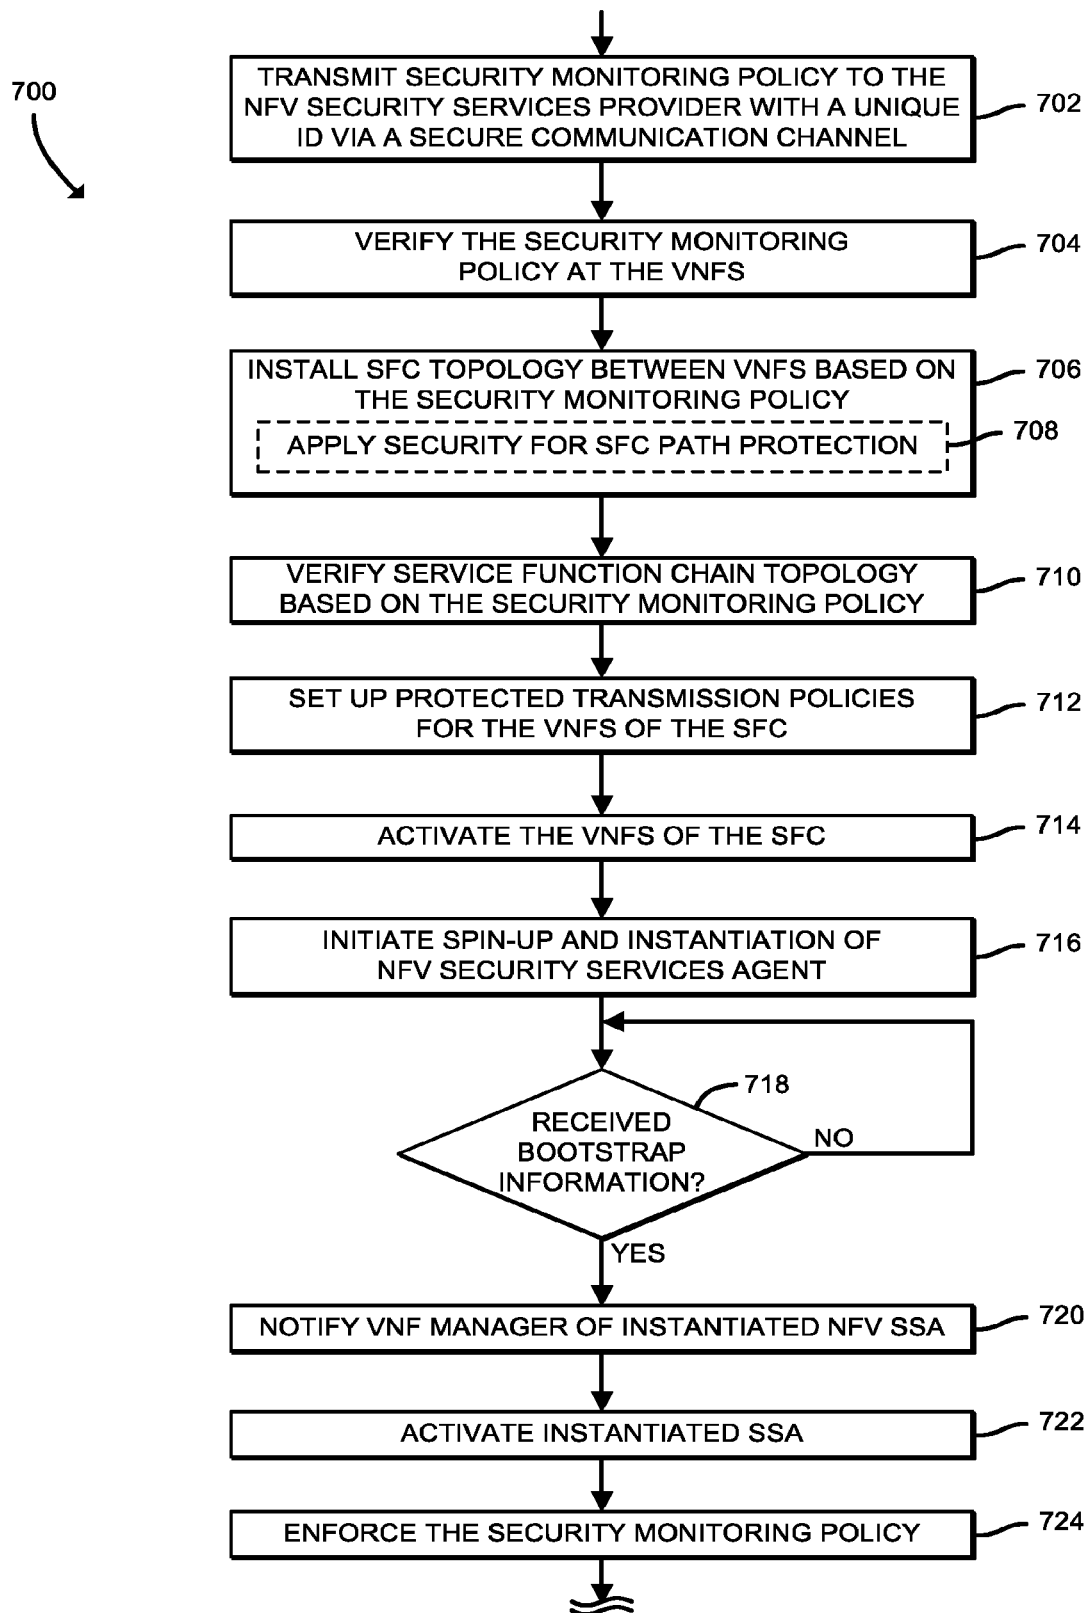 700
TRANSMIT SECURITY MONITORING POLICY TO THE
NFV SECURITY SERVICES PROVIDER WITH A UNIQUE
ID VIA A SECURE COMMUNICATION CHANNEL
702
VERIFY THE SECURITY MONITORING
POLICY AT THE VNFS
704
INSTALL SFC TOPOLOGY BETWEEN VNFS BASED ON
THE SECURITY MONITORING POLICY
706
APPLY SECURITY FOR SFC PATH PROTECTION
708
VERIFY SERVICE FUNCTION CHAIN TOPOLOGY
BASED ON THE SECURITY MONITORING POLICY
710
SET UP PROTECTED TRANSMISSION POLICIES
FOR THE VNFS OF THE SFC
712
ACTIVATE THE VNFS OF THE SFC
714
INITIATE SPIN-UP AND INSTANTIATION OF
NFV SECURITY SERVICES AGENT
716
718
RECEIVED
BOOTSTRAP
INFORMATION?
NO
YES
NOTIFY VNF MANAGER OF INSTANTIATED NFV SSA
720
ACTIVATE INSTANTIATED SSA
722
ENFORCE THE SECURITY MONITORING POLICY
724